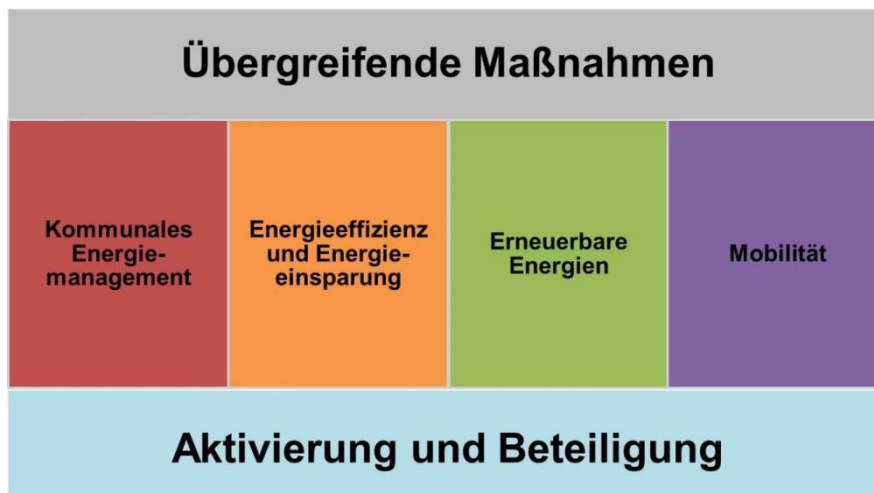 Übergreifende Maßnahmen
Kommunales
Energie-
management
Energieeffizienz
und Energie-
einsparung
Erneuerbare
Energien
Mobilität
Aktivierung und Beteiligung